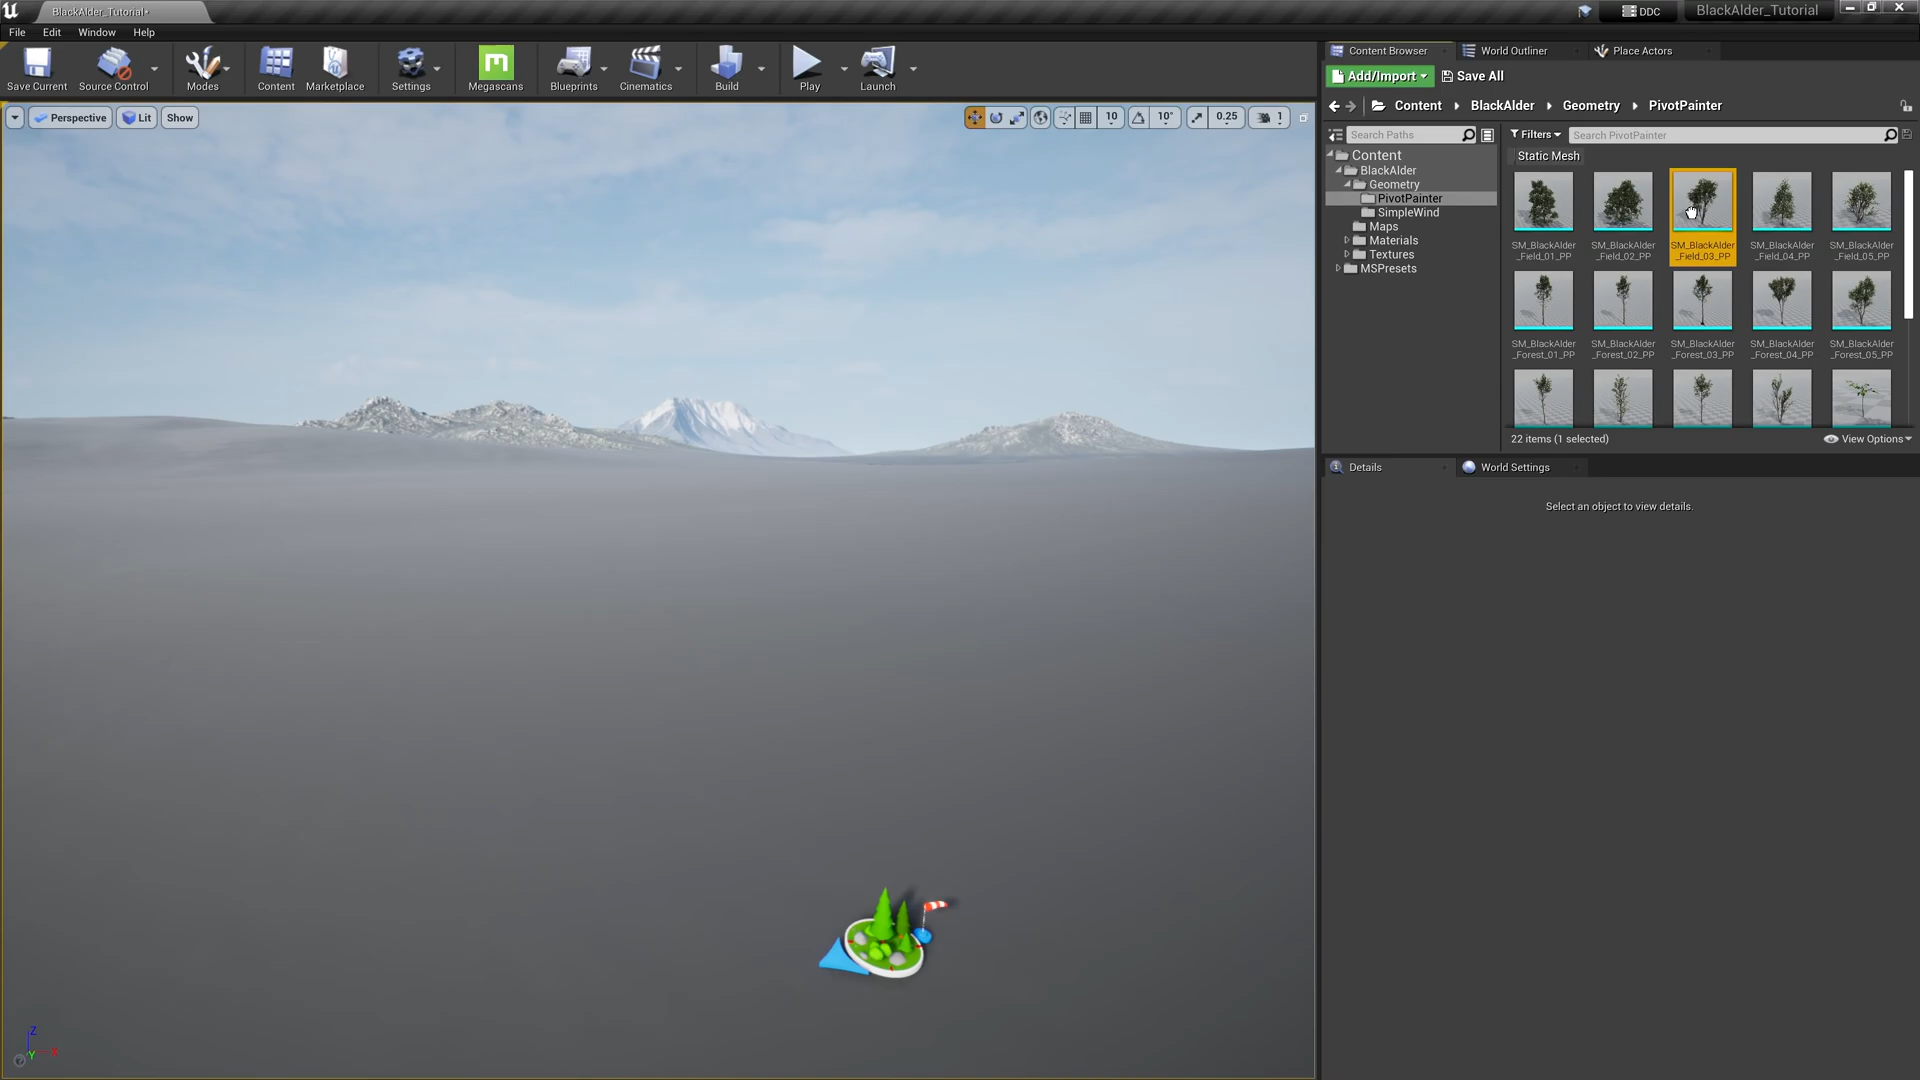 BlackAlder_Tutorial•
DDC
BlackAlder_Tutorial
File Edit Window Help
Save Current Source Control Modes Content Marketplace Settings Megascans Blueprints Cinematics Build Play Launch
Perspective Lit Show
10 10° 0.25 1
Z
Y X
Content Browser World Outliner Place Actors
Add/Import Save All
Content BlackAlder Geometry PivotPainter
Search Paths
Content
BlackAlder
Geometry
PivotPainter
SimpleWind
Maps
Materials
Textures
MSPresets
Filters Search PivotPainter
Static Mesh
SM_BlackAlder SM_BlackAlder SM_BlackAlder SM_BlackAlder SM_BlackAlder
_Field_01_PP _Field_02_PP _Field_03_PP _Field_04_PP _Field_05_PP
SM_BlackAlder SM_BlackAlder SM_BlackAlder SM_BlackAlder SM_BlackAlder
_Forest_01_PP _Forest_02_PP _Forest_03_PP _Forest_04_PP _Forest_05_PP
22 items (1 selected) View Options
Details World Settings
Select an object to view details.